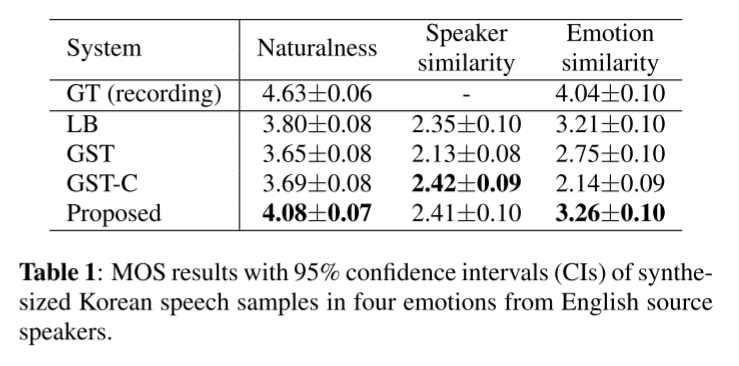 System Naturalness Speaker similarity Emotion similarity
GT (recording) 4.63±0.06 - 4.04±0.10
LB 3.80±0.08 2.35±0.10 3.21±0.10
GST 3.65±0.08 2.13±0.08 2.75±0.10
GST-C 3.69±0.08 2.42±0.09 2.14±0.09
Proposed 4.08±0.07 2.41±0.10 3.26±0.10
Table 1: MOS results with 95% confidence intervals (CIs) of synthe-
sized Korean speech samples in four emotions from English source
speakers.